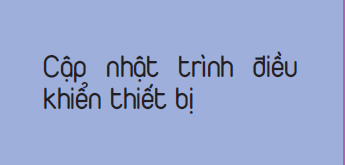 Cập nhật trình điều
khiển thiết bị